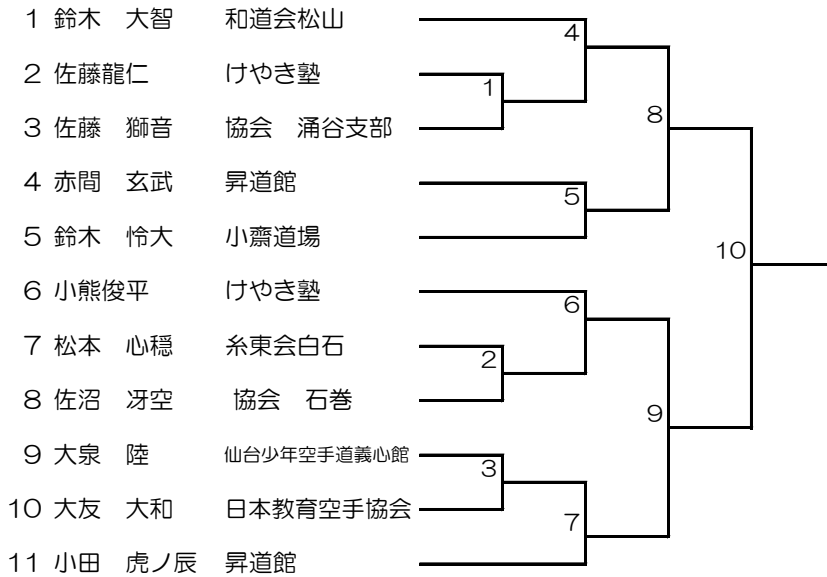 1 鈴木　大智　和道会松山
4
2 佐藤龍仁　けやき塾
1
3 佐藤　獅音　協会　涌谷支部
8
4 赤間　玄武　昇道館
5
5 鈴木　怜大　小齋道場
10
6 小熊俊平　けやき塾
6
7 松本　心穏　糸東会白石
2
8 佐沼　冴空　協会　石巻
9
9 大泉　陸　仙台少年空手道義心館
3
10 大友　大和　日本教育空手協会
7
11 小田　虎ノ辰　昇道館